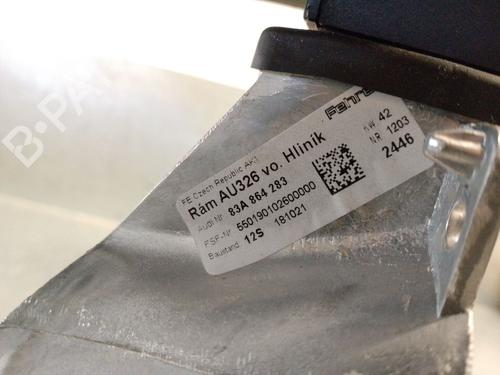 B-PA
FE Czech Republic AK1
Rám AU326 vo. Hliník
Audi Nr. 83A 864 283
FSF-Nr. 550190102600000
Baustand: 12S 181021
KW 42
NR. 1203
2446